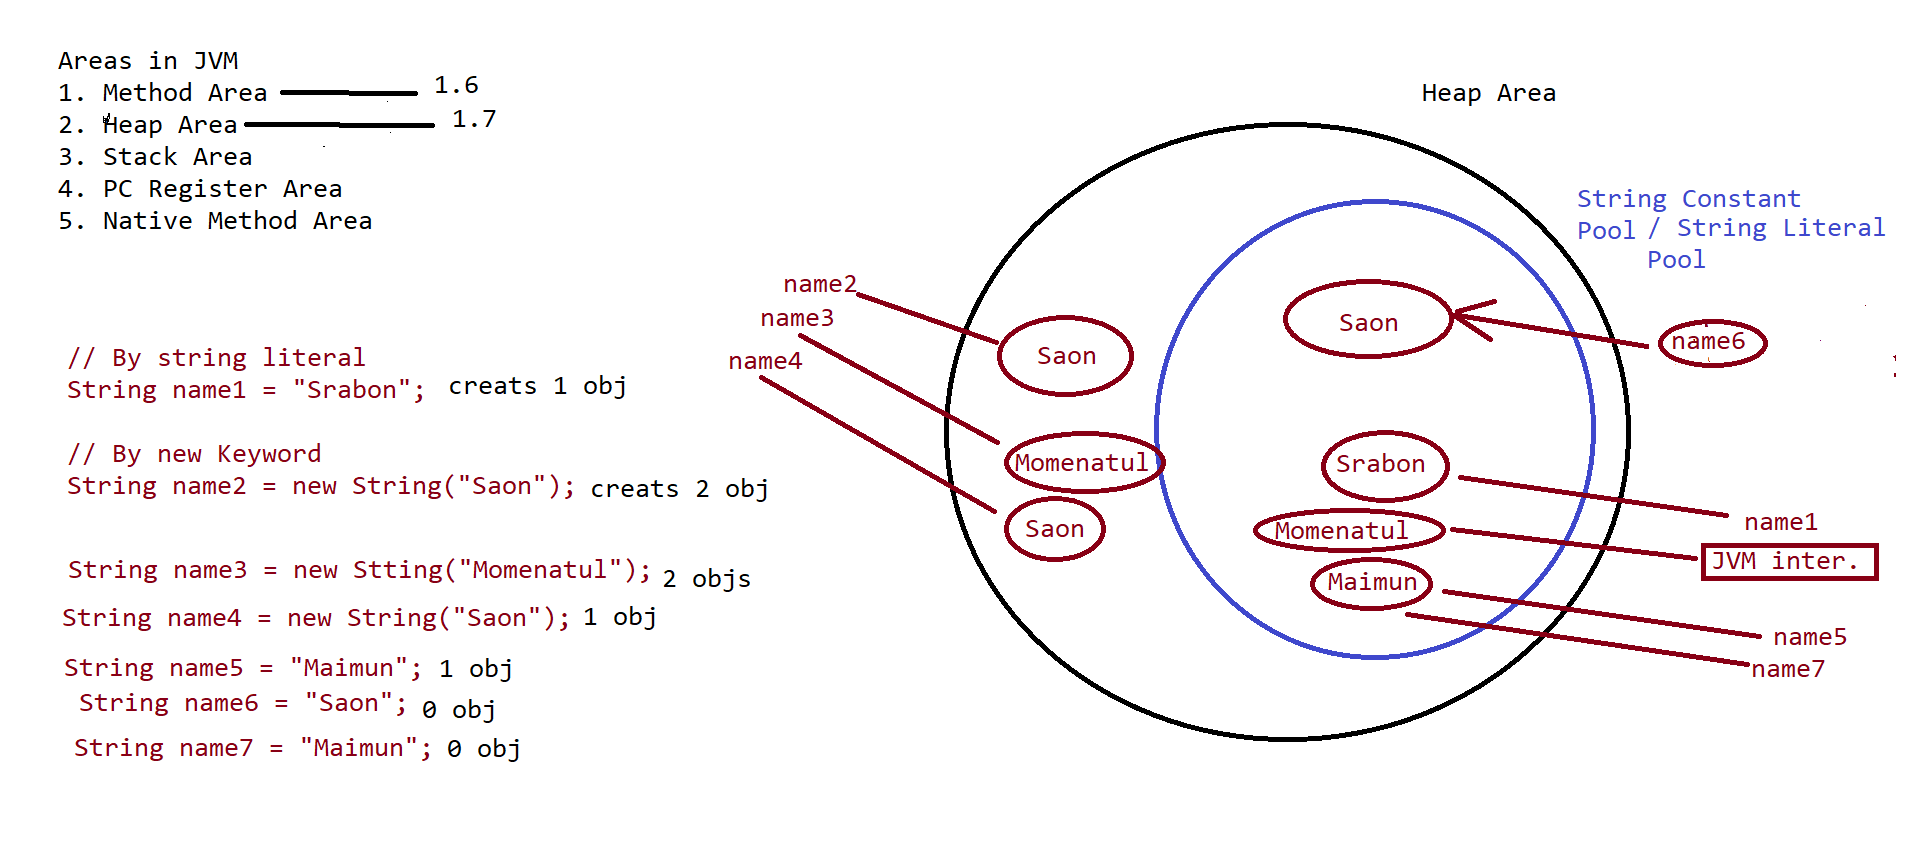 Areas in JVM
1. Method Area 1.6
2. Heap Area 1.7
3. Stack Area
4. PC Register Area
5. Native Method Area
// By string literal
String name1 = "Srabon"; creats 1 obj
// By new Keyword
String name2 = new String("Saon"); creats 2 obj
String name3 = new Stting("Momenatul"); 2 objs
String name4 = new String("Saon"); 1 obj
String name5 = "Maimun"; 1 obj
String name6 = "Saon"; 0 obj
String name7 = "Maimun"; 0 obj
Heap Area
String Constant
Pool / String Literal
Pool
name2
name3
name4
Saon
Momenatul
Saon
Saon
Srabon
Momenatul
Maimun
name6
name1
JVM inter.
name5
name7